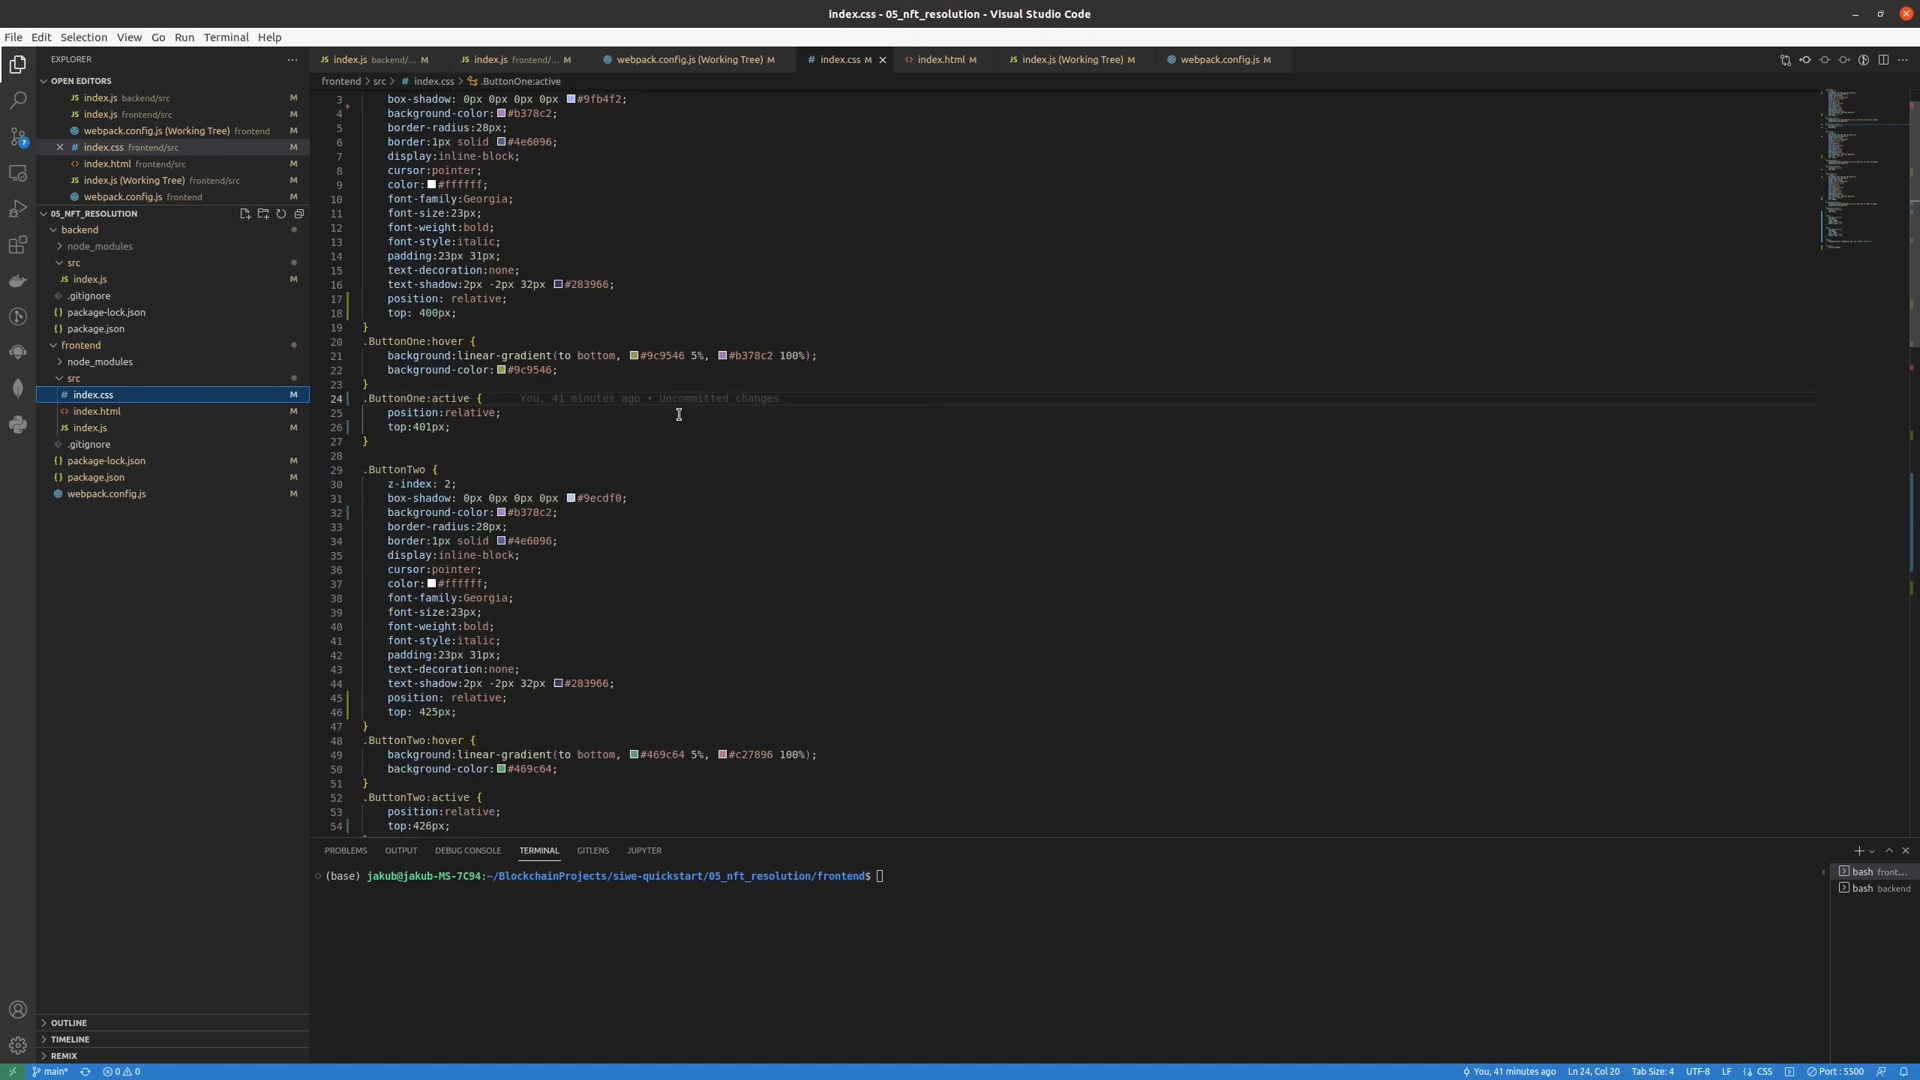 index.css - 05_nft_resolution - Visual Studio Code
File Edit Selection View Go Run Terminal Help
EXPLORER
OPEN EDITORS
index.js backend/src M
index.js frontend/src M
webpack.config.js (Working Tree) frontend M
index.css frontend/src M
index.html frontend/src M
index.js (Working Tree) frontend/src M
webpack.config.js frontend M
05_NFT_RESOLUTION
backend
node_modules
src
JS index.js M
.gitignore
package-lock.json M
package.json M
frontend
node_modules
src
# index.css M
index.html M
JS index.js M
.gitignore
package-lock.json M
package.json M
webpack.config.js M
OUTLINE
TIMELINE
REMIX
JS index.js backend/... M
JS index.js frontend/... M
webpack.config.js (Working Tree) M
# index.css M
index.html M
JS index.js (Working Tree) M
webpack.config.js M
frontend > src > # index.css > .ButtonOne:active
3 box-shadow: 0px 0px 0px 0px #9fb4f2;
4 background-color:#b378c2;
5 border-radius:28px;
6 border:1px solid #4e6096;
7 display:inline-block;
8 cursor:pointer;
9 color:#ffffff;
10 font-family:Georgia;
11 font-size:23px;
12 font-weight:bold;
13 font-style:italic;
14 padding:23px 31px;
15 text-decoration:none;
16 text-shadow:2px -2px 32px #283966;
17 position: relative;
18 top: 400px;
19 }
20 .ButtonOne:hover {
21 background:linear-gradient(to bottom, #9c9546 5%, #b378c2 100%);
22 background-color:#9c9546;
23 }
24 .ButtonOne:active { You, 41 minutes ago • Uncommitted changes
25 position:relative;
26 top:401px;
27 }
28
29 .ButtonTwo {
30 z-index: 2;
31 box-shadow: 0px 0px 0px 0px #9ecdf0;
32 background-color:#b378c2;
33 border-radius:28px;
34 border:1px solid #4e6096;
35 display:inline-block;
36 cursor:pointer;
37 color:#ffffff;
38 font-family:Georgia;
39 font-size:23px;
40 font-weight:bold;
41 font-style:italic;
42 padding:23px 31px;
43 text-decoration:none;
44 text-shadow:2px -2px 32px #283966;
45 position: relative;
46 top: 425px;
47 }
48 .ButtonTwo:hover {
49 background:linear-gradient(to bottom, #469c64 5%, #c27896 100%);
50 background-color:#469c64;
51 }
52 .ButtonTwo:active {
53 position:relative;
54 top:426px;
PROBLEMS OUTPUT DEBUG CONSOLE TERMINAL GITLENS JUPYTER
(base) jakub@jakub-MS-7C94:~/BlockchainProjects/siwe-quickstart/05_nft_resolution/frontend$
bash front...
bash backend
main* 0 0 You, 41 minutes ago Ln 24, Col 20 Tab Size: 4 UTF-8 LF CSS Port : 5500